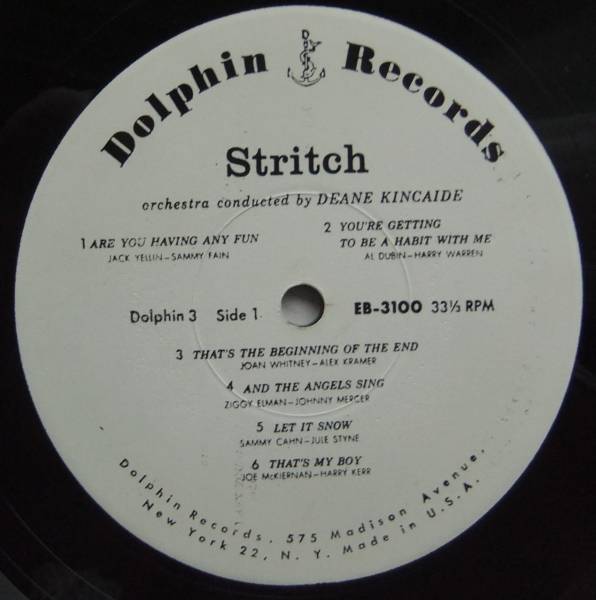 Dolphin Records
Stritch
orchestra conducted by DEANE KINCAIDE
1 ARE YOU HAVING ANY FUN
JACK YELLIN-SAMMY FAIN
2 YOU'RE GETTING
TO BE A HABIT WITH ME
AL DUBIN-HARRY WARREN
Dolphin 3 Side 1
EB-3100 33⅓ RPM
3 THAT'S THE BEGINNING OF THE END
JOAN WHITNEY-ALEX KRAMER
4 AND THE ANGELS SING
ZIGGY ELMAN-JOHNNY MERCER
5 LET IT SNOW
SAMMY CAHN-JULE STYNE
6 THAT'S MY BOY
JOE McKIERNAN-HARRY KERR
Dolphin Records, 575 Madison Avenue,
New York 22, N. Y. Made in U.S.A.